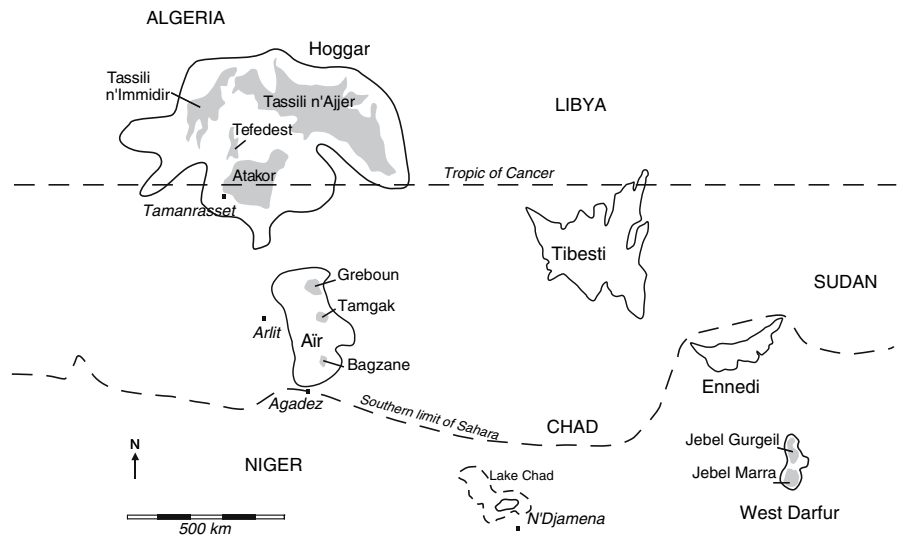 ALGERIA
Hoggar
Tassili
n'Immidir
Tassili n'Ajjer
LIBYA
Tefedest
Atakor
Tropic of Cancer
Tamanrasset
Tibesti
Greboun
SUDAN
Tamgak
Arlit
Aïr
Bagzane
Ennedi
Agadez
Southern limit of Sahara
CHAD
N
Jebel Gurgeil
NIGER
Lake Chad
Jebel Marra
West Darfur
N'Djamena
500 km